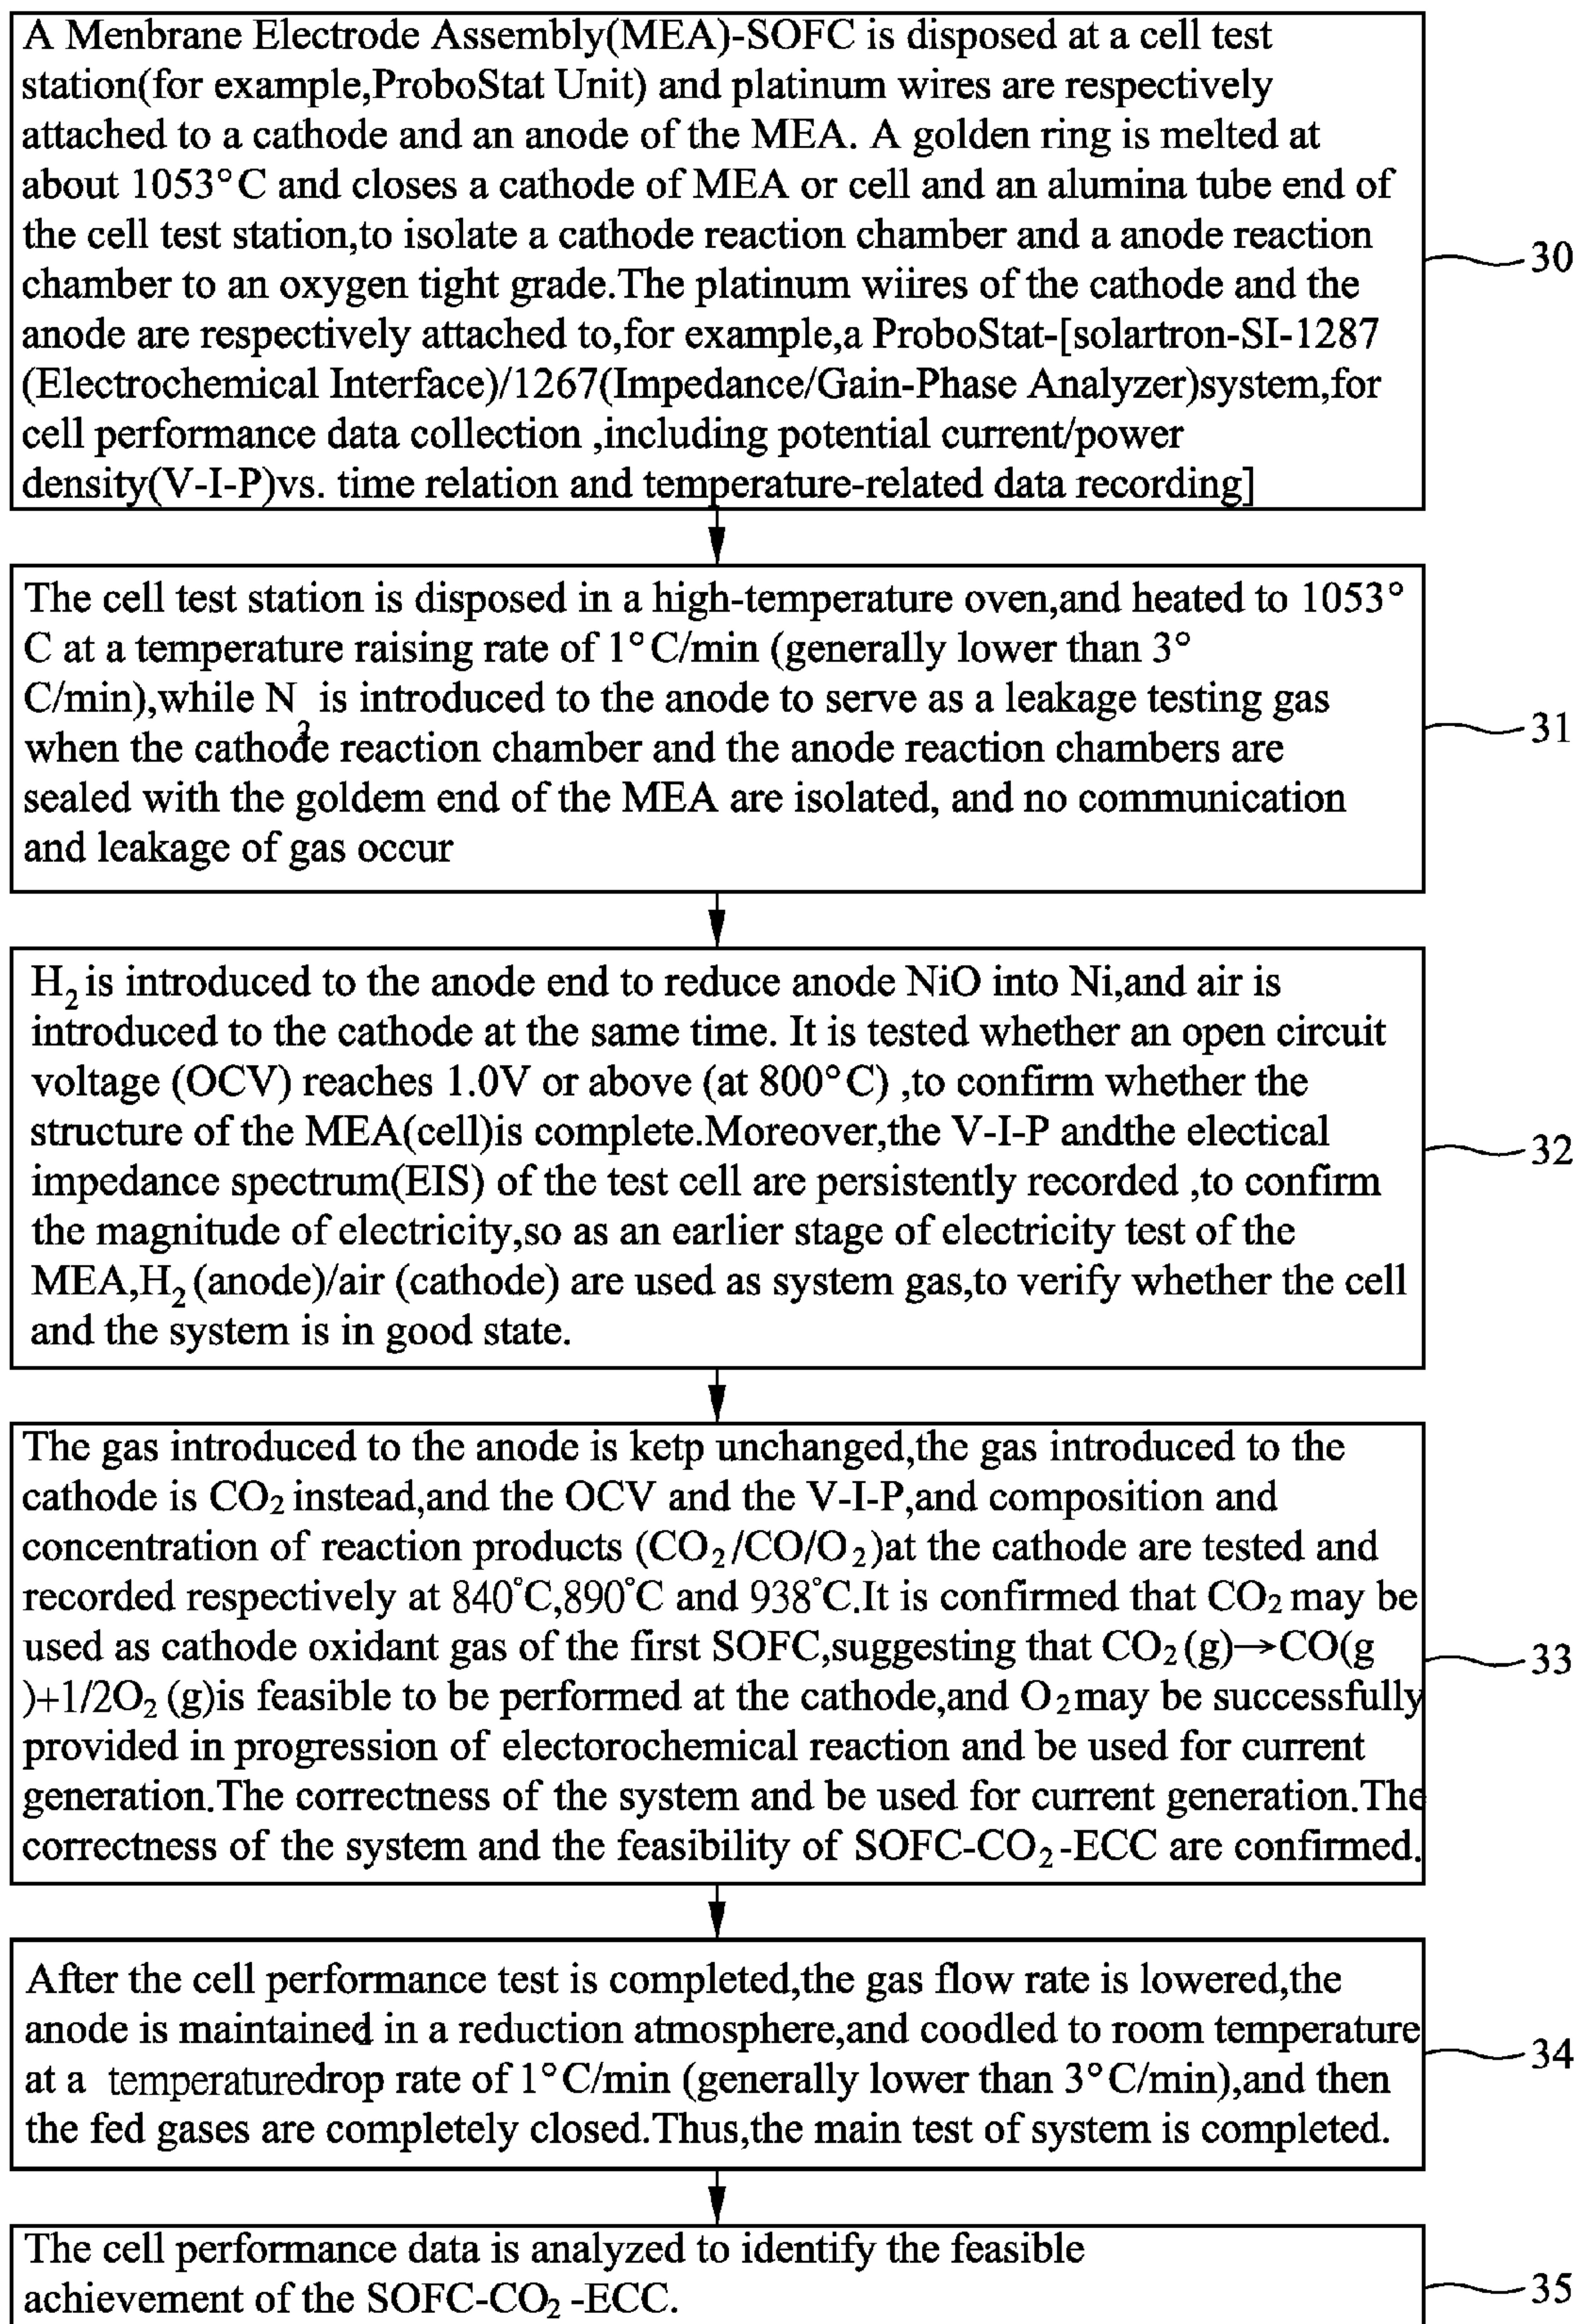 A Menbrane Electrode Assembly(MEA)-SOFC is disposed at a cell test
station(for example,ProboStat Unit) and platinum wires are respectively
attached to a cathode and an anode of the MEA. A golden ring is melted at
about 1053°C and closes a cathode of MEA or cell and an alumina tube end of
the cell test station,to isolate a cathode reaction chamber and a anode reaction
chamber to an oxygen tight grade.The platinum wiires of the cathode and the
anode are respectively attached to,for example,a ProboStat-[solartron-SI-1287
(Electrochemical Interface)/1267(Impedance/Gain-Phase Analyzer)system,for
cell performance data collection ,including potential current/power
density(V-I-P)vs. time relation and temperature-related data recording]
30
The cell test station is disposed in a high-temperature oven,and heated to 1053°
C at a temperature raising rate of 1°C/min (generally lower than 3°
C/min),while N₂ is introduced to the anode to serve as a leakage testing gas
when the cathode reaction chamber and the anode reaction chambers are
sealed with the goldem end of the MEA are isolated, and no communication
and leakage of gas occur
31
H₂ is introduced to the anode end to reduce anode NiO into Ni,and air is
introduced to the cathode at the same time. It is tested whether an open circuit
voltage (OCV) reaches 1.0V or above (at 800°C) ,to confirm whether the
structure of the MEA(cell)is complete.Moreover,the V-I-P andthe electical
impedance spectrum(EIS) of the test cell are persistently recorded ,to confirm
the magnitude of electricity,so as an earlier stage of electricity test of the
MEA,H₂ (anode)/air (cathode) are used as system gas,to verify whether the cell
and the system is in good state.
32
The gas introduced to the anode is ketp unchanged,the gas introduced to the
cathode is CO₂ instead,and the OCV and the V-I-P,and composition and
concentration of reaction products (CO₂/CO/O₂)at the cathode are tested and
recorded respectively at 840°C,890°C and 938°C.It is confirmed that CO₂ may be
used as cathode oxidant gas of the first SOFC,suggesting that CO₂ (g)→CO(g
)+1/2O₂ (g)is feasible to be performed at the cathode,and O₂ may be successfully
provided in progression of electorochemical reaction and be used for current
generation.The correctness of the system and be used for current generation.The
correctness of the system and the feasibility of SOFC-CO₂-ECC are confirmed.
33
After the cell performance test is completed,the gas flow rate is lowered,the
anode is maintained in a reduction atmosphere,and coodled to room temperature
at a temperaturedrop rate of 1°C/min (generally lower than 3°C/min),and then
the fed gases are completely closed.Thus,the main test of system is completed.
34
The cell performance data is analyzed to identify the feasible
achievement of the SOFC-CO₂ -ECC.
35